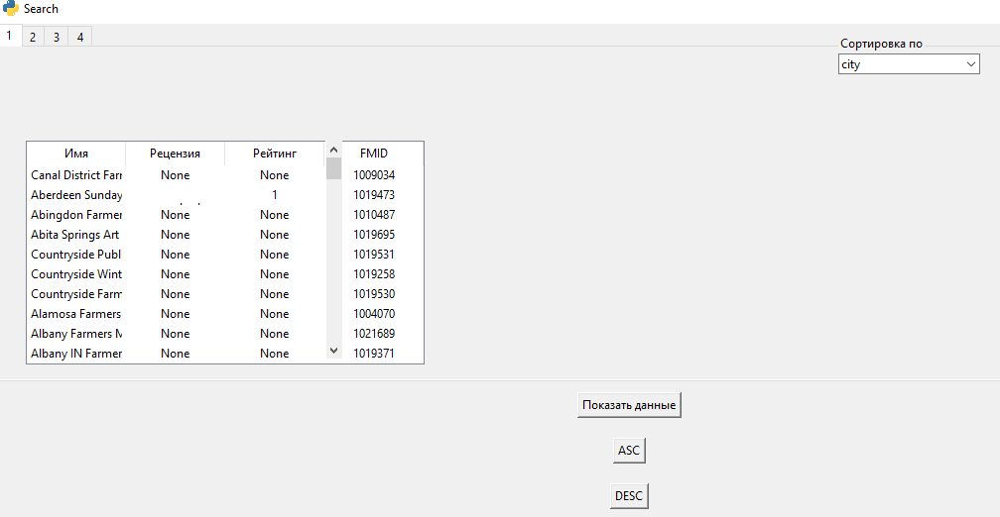 Search
1 2 3 4
Сортировка по
city
Имя Рецензия Рейтинг FMID
Canal District Farr None None 1009034
Aberdeen Sunday 1 1019473
Abingdon Farmer None None 1010487
Abita Springs Art None None 1019695
Countryside Publ None None 1019531
Countryside Wint None None 1019258
Countryside Farm None None 1019530
Alamosa Farmers None None 1004070
Albany Farmers M None None 1021689
Albany IN Farmer None None 1019371
Показать данные
ASC
DESC